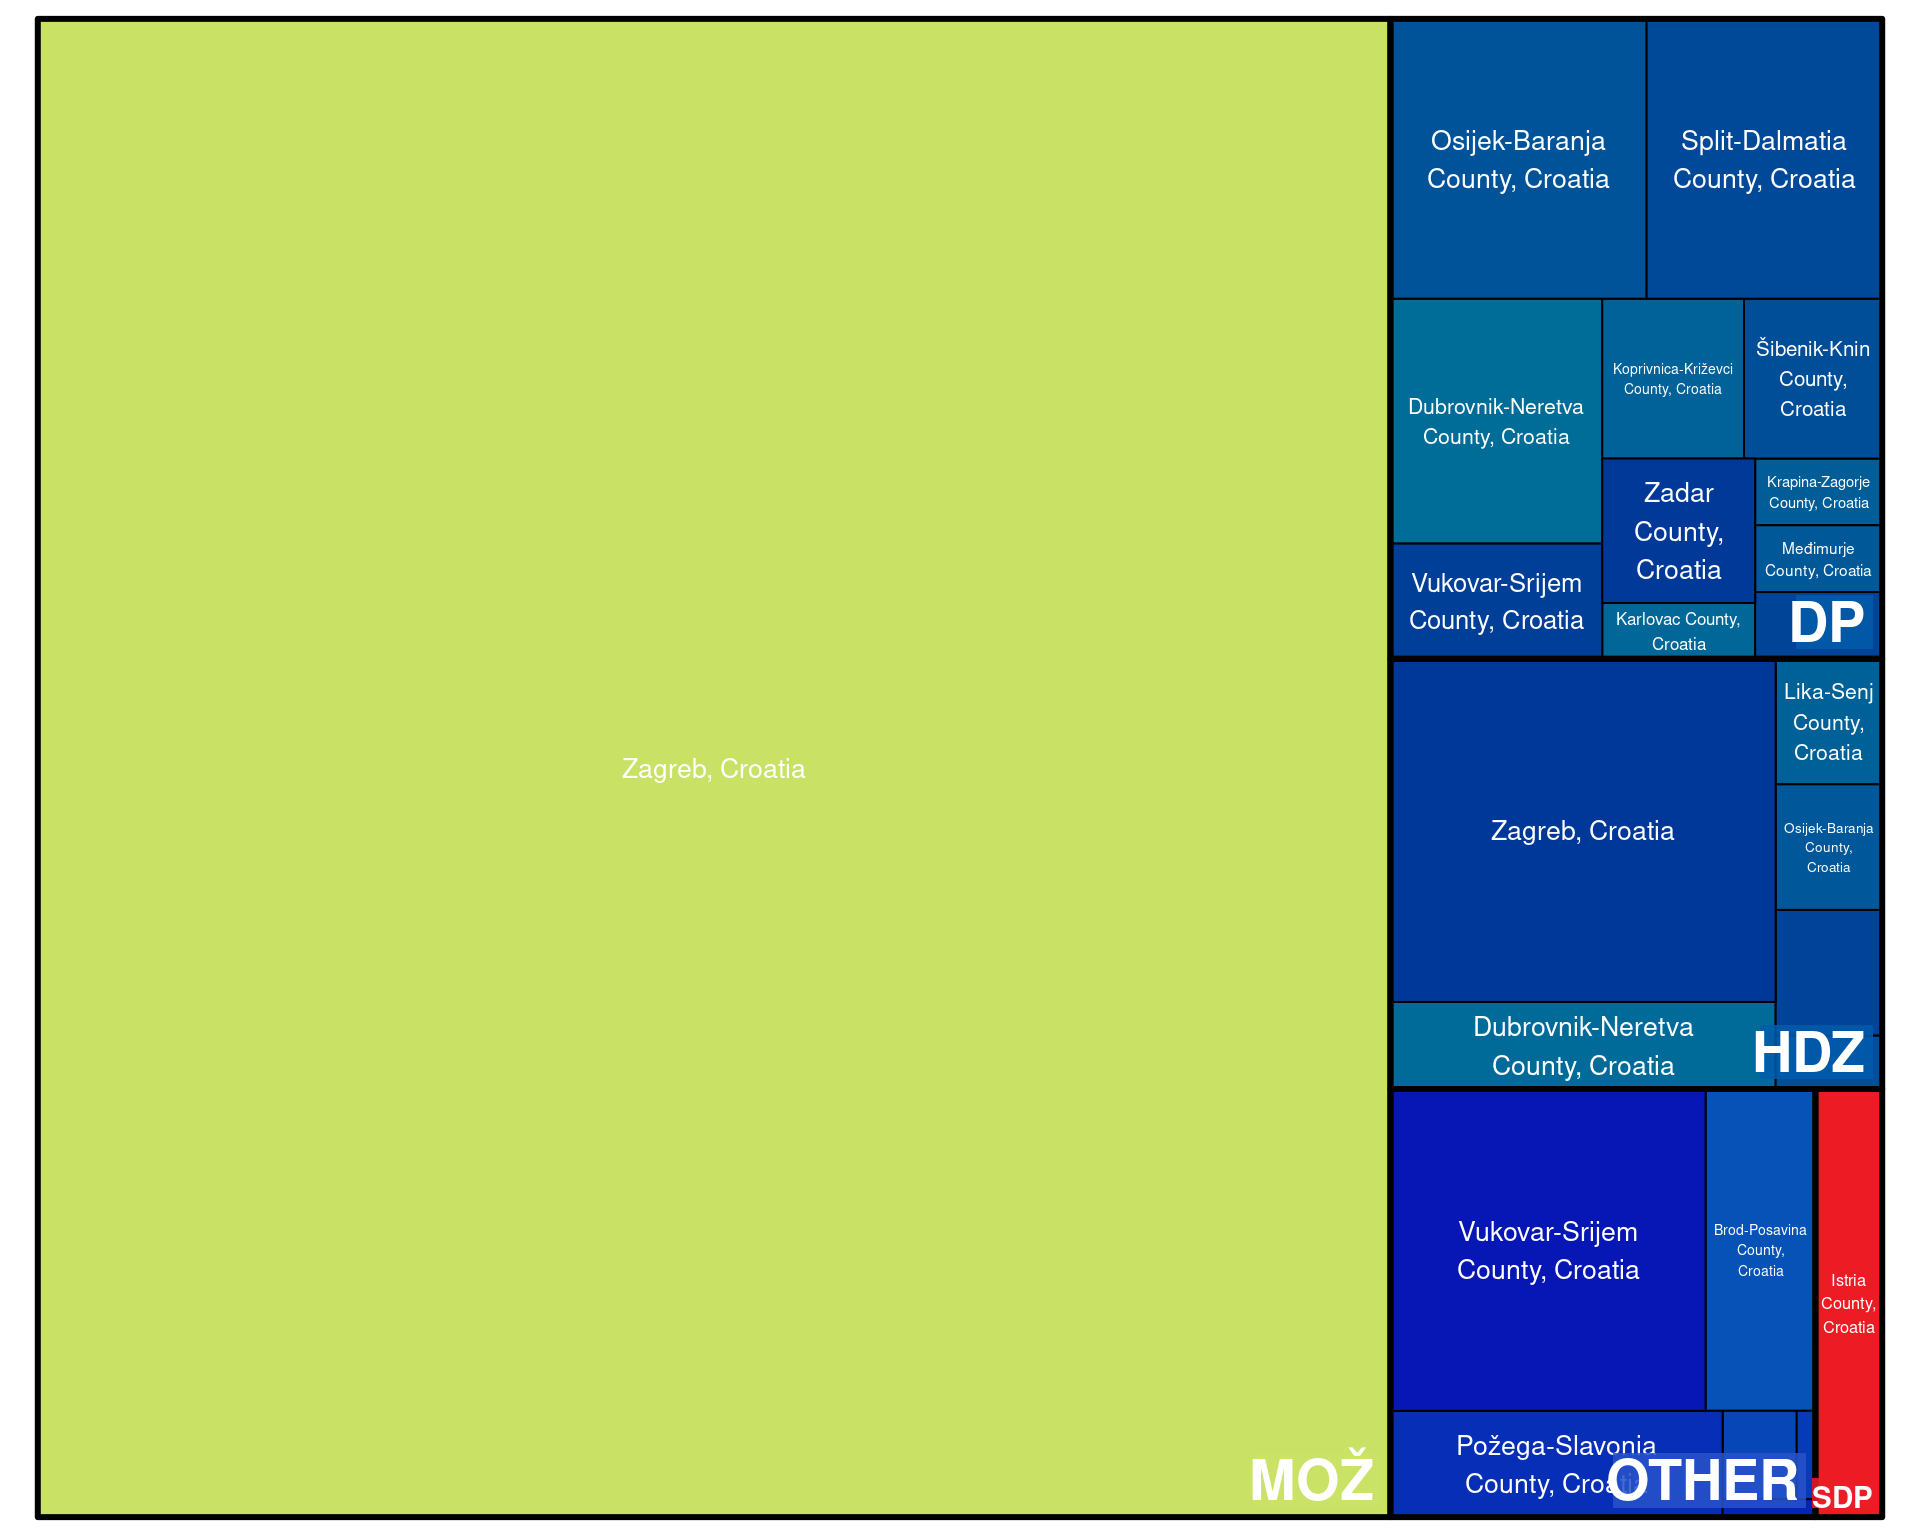 Zagreb, Croatia
MOŽ
Osijek-Baranja
County, Croatia
Split-Dalmatia
County, Croatia
Dubrovnik-Neretva
County, Croatia
Koprivnica-Križevci
County, Croatia
Šibenik-Knin
County,
Croatia
Vukovar-Srijem
County, Croatia
Zadar
County,
Croatia
Karlovac County,
Croatia
Krapina-Zagorje
County, Croatia
Međimurje
County, Croatia
DP
Zagreb, Croatia
Dubrovnik-Neretva
County, Croatia
Lika-Senj
County,
Croatia
Osijek-Baranja
County,
Croatia
HDZ
Vukovar-Srijem
County, Croatia
Brod-Posavina
County,
Croatia
Požega-Slavonia
County, Croatia
OTHER
Istria
County,
Croatia
SDP